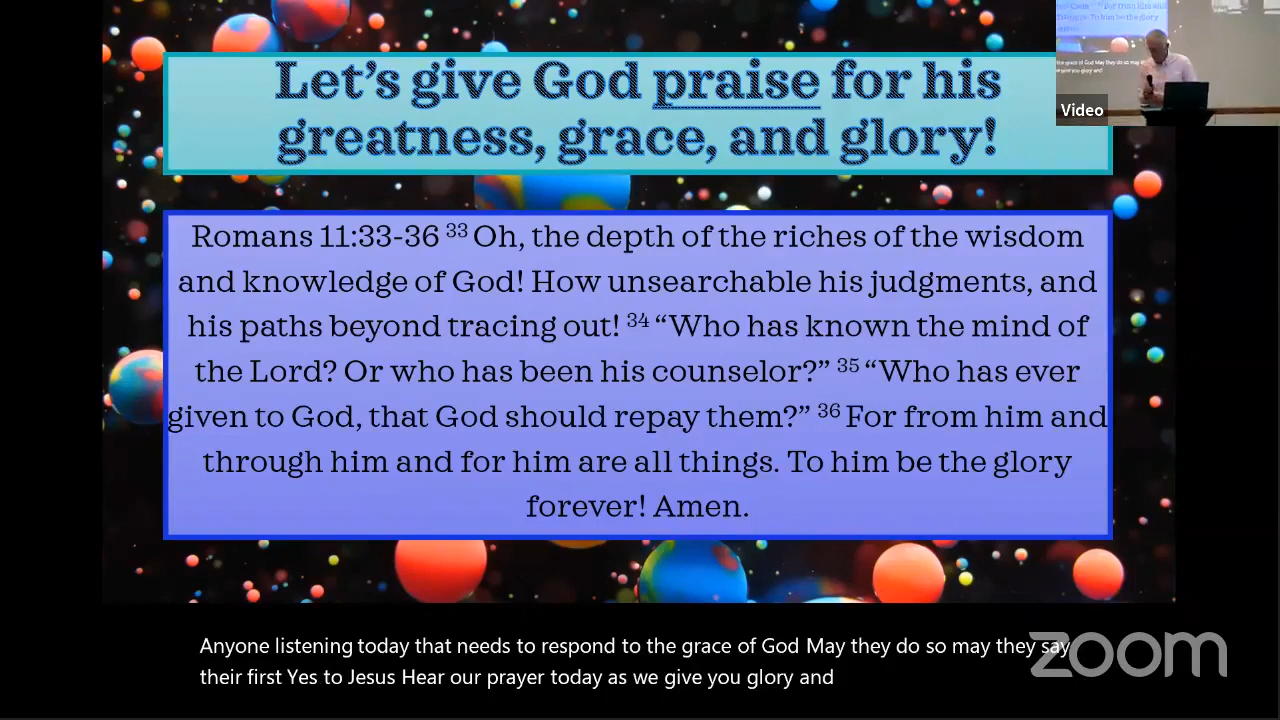 Let’s give God praise for his
greatness, grace, and glory!
Video
Romans 11:33-36 ³³ Oh, the depth of the riches of the wisdom
and knowledge of God! How unsearchable his judgments, and
his paths beyond tracing out! ³⁴ “Who has known the mind of
the Lord? Or who has been his counselor?” ³⁵ “Who has ever
given to God, that God should repay them?” ³⁶ For from him and
through him and for him are all things. To him be the glory
forever! Amen.
Anyone listening today that needs to respond to the grace of God May they do so may they say
their first Yes to Jesus Hear our prayer today as we give you glory and
zoom